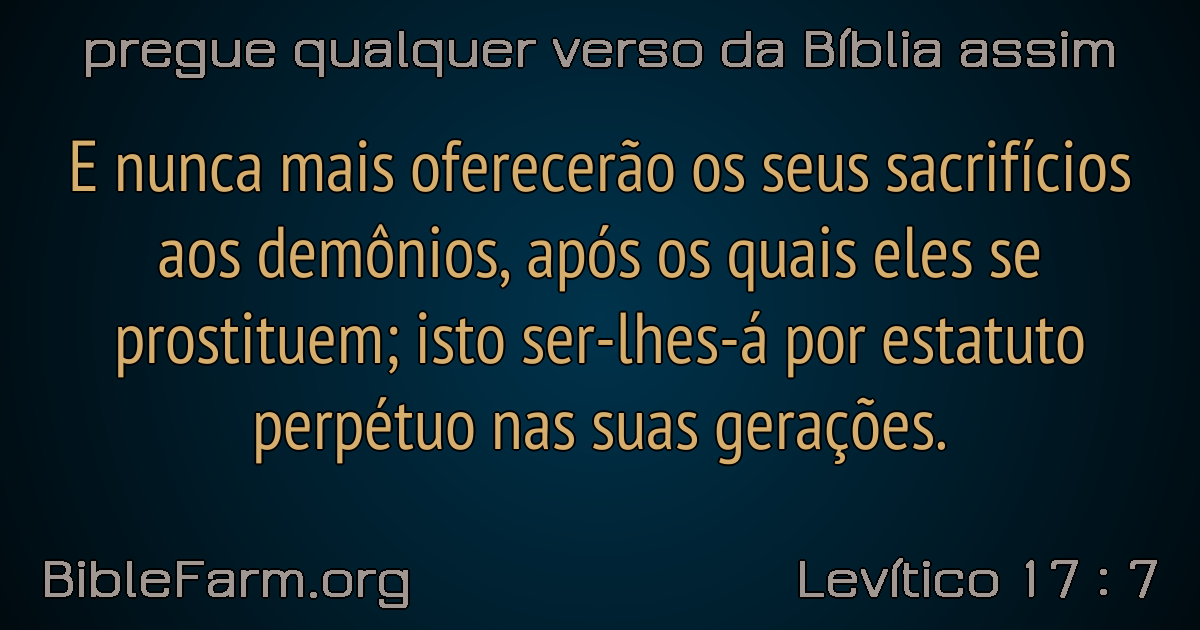 pregue qualquer verso da Bíblia assim
E nunca mais oferecerão os seus sacrifícios
aos demônios, após os quais eles se
prostituem; isto ser-lhes-á por estatuto
perpétuo nas suas gerações.
BibleFarm.org
Levítico 17 : 7